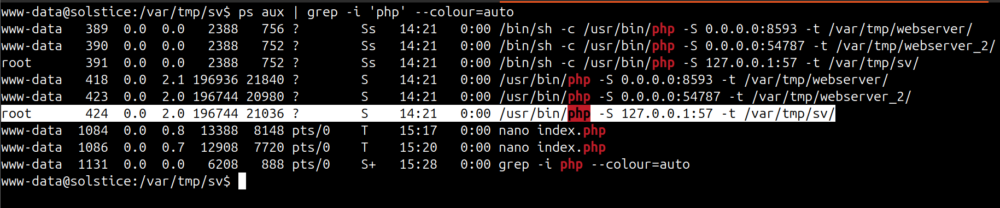 www-data@solstice:/var/tmp/sv$ ps aux | grep -i 'php' --colour=auto
www-data   389  0.0  0.0   2388   756 ?        Ss   14:21   0:00 /bin/sh -c /usr/bin/php -S 0.0.0.0:8593 -t /var/tmp/webserver/
www-data   390  0.0  0.0   2388   752 ?        Ss   14:21   0:00 /bin/sh -c /usr/bin/php -S 0.0.0.0:54787 -t /var/tmp/webserver_2/
root       391  0.0  0.0   2388   752 ?        Ss   14:21   0:00 /bin/sh -c /usr/bin/php -S 127.0.0.1:57 -t /var/tmp/sv/
www-data   418  0.0  2.1 196936 21840 ?        S    14:21   0:00 /usr/bin/php -S 0.0.0.0:8593 -t /var/tmp/webserver/
www-data   423  0.0  2.0 196744 20980 ?        S    14:21   0:00 /usr/bin/php -S 0.0.0.0:54787 -t /var/tmp/webserver_2/
root       424  0.0  2.0 196744 21036 ?        S    14:21   0:00 /usr/bin/php -S 127.0.0.1:57 -t /var/tmp/sv/
www-data  1084  0.0  0.8  13388  8148 pts/0    T    15:17   0:00 nano index.php
www-data  1086  0.0  0.7  12908  7720 pts/0    T    15:20   0:00 nano index.php
www-data  1131  0.0  0.0   6208   888 pts/0    S+   15:28   0:00 grep -i php --colour=auto
www-data@solstice:/var/tmp/sv$